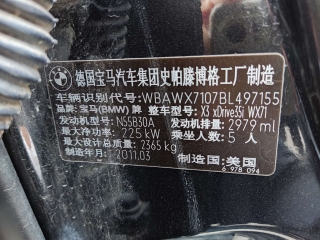 德国宝马汽车集团史帕滕博格工厂制造
车辆识别代号: WBAWX7107BL497155
品牌: 宝马(BMW)牌 整车型号: X3 xDrive35i WX71
发动机型号: N55B30A 发动机排量: 2979 ml
最大净功率: 225 kW 乘坐人数: 5 人
最大设计总质量: 2365 kg
制造年月: 2011.03 制造国: 美国
6 978 094